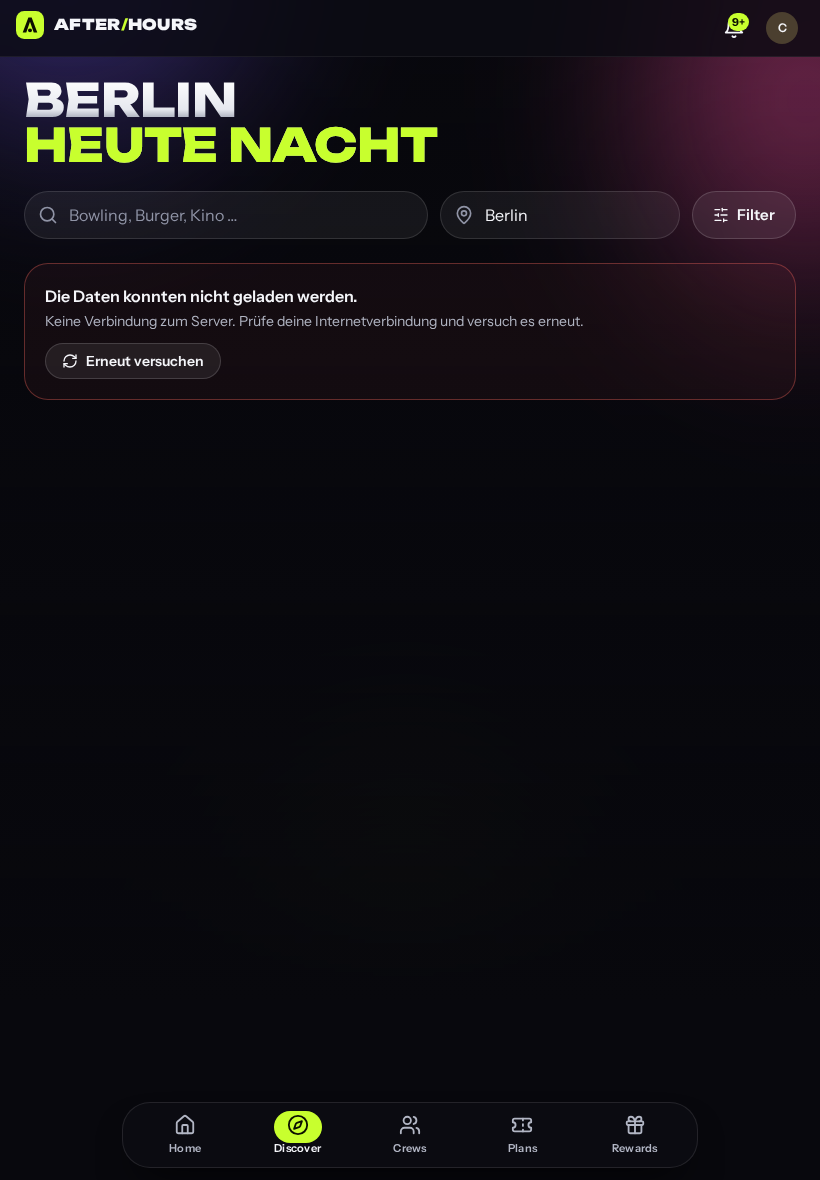 AFTER/HOURS
9+
C
BERLIN
HEUTE NACHT
Bowling, Burger, Kino ...
Berlin
Filter
Die Daten konnten nicht geladen werden.
Keine Verbindung zum Server. Prüfe deine Internetverbindung und versuch es erneut.
Erneut versuchen
Home
Discover
Crews
Plans
Rewards